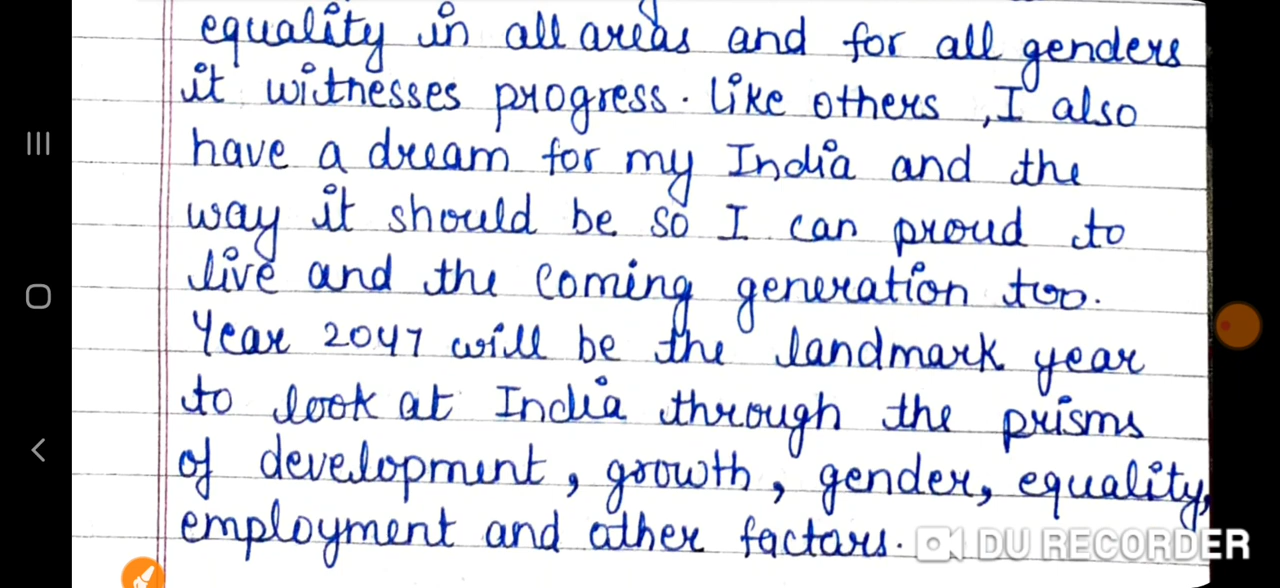 equality in all areas and for all genders
it witnesses progress. like others ,I also
have a dream for my India and the
way it should be so I can proud to
live and the coming generation too.
Year 2047 will be the landmark year
to look at India through the prisms
of development, growth, gender, equality,
employment and other factors.
DU RECORDER